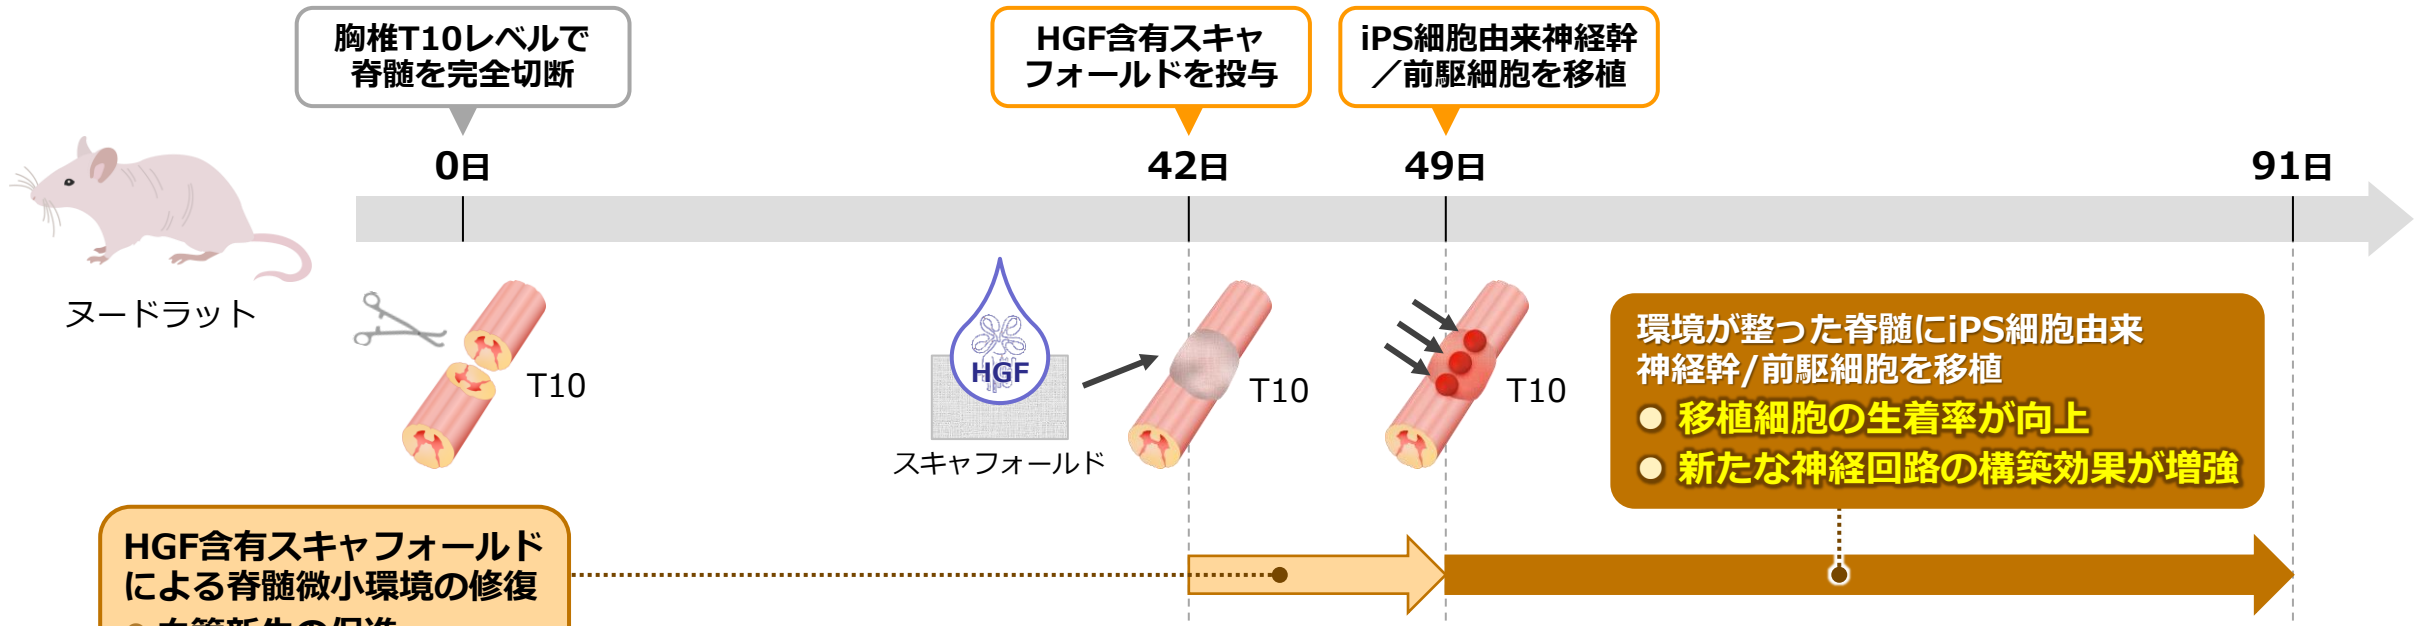 胸椎T10レベルで
脊髄を完全切断
HGF含有スキャ
フォールドを投与
iPS細胞由来神経幹
／前駆細胞を移植
0日
42日
49日
91日
ヌードラット
T10
HGF
スキャフォールド
T10
T10
環境が整った脊髄にiPS細胞由来
神経幹/前駆細胞を移植
● 移植細胞の生着率が向上
● 新たな神経回路の構築効果が増強
HGF含有スキャフォールド
による脊髄微小環境の修復
● 血管新生の促進